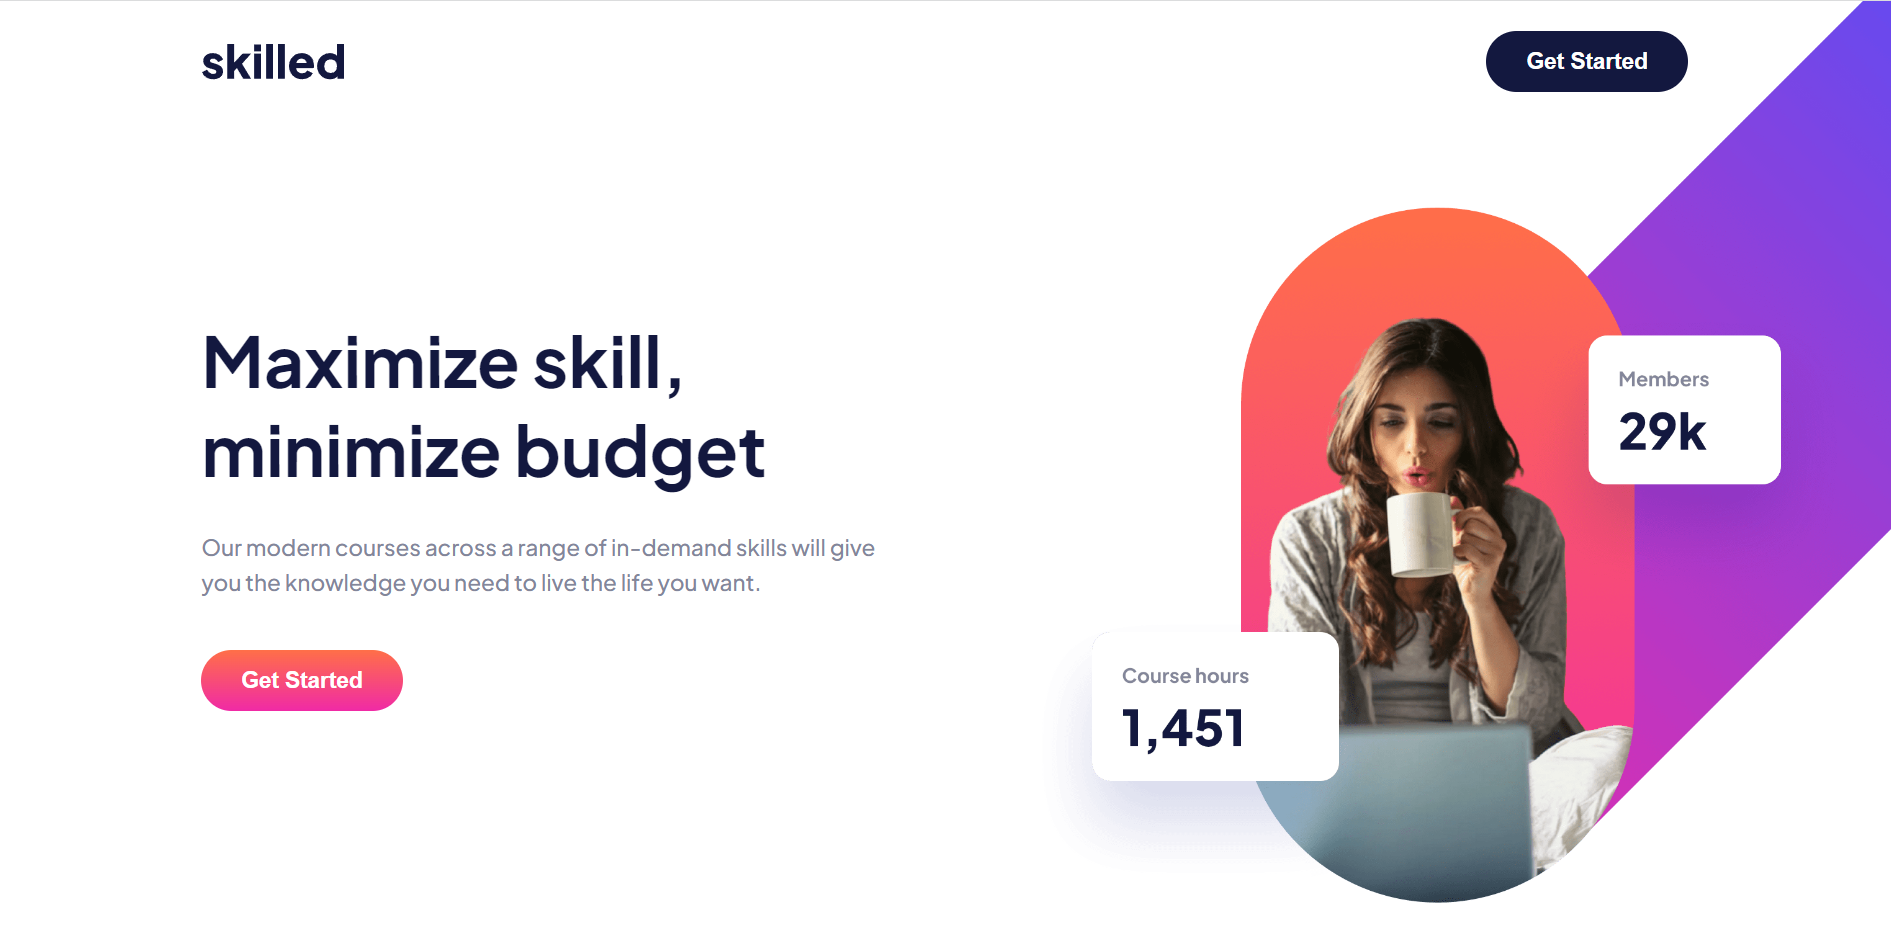 skilled
Get Started
Maximize skill,
minimize budget
Our modern courses across a range of in-demand skills will give
you the knowledge you need to live the life you want.
Get Started
Members
29k
Course hours
1,451